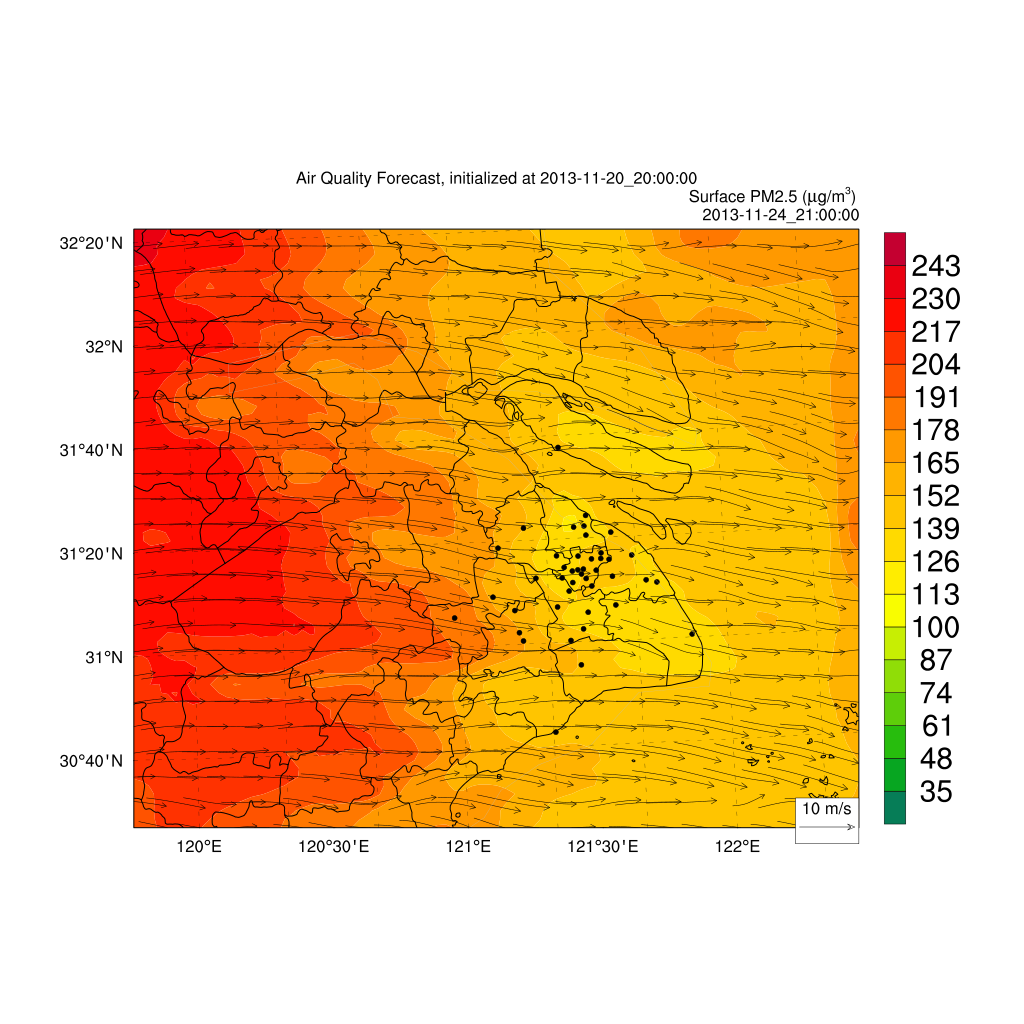 Air Quality Forecast, initialized at 2013-11-20_20:00:00
Surface PM2.5 (μg/m³)
2013-11-24_21:00:00
32°20'N
32°N
31°40'N
31°20'N
31°N
30°40'N
120°E
120°30'E
121°E
121°30'E
122°E
10 m/s
243
230
217
204
191
178
165
152
139
126
113
100
87
74
61
48
35